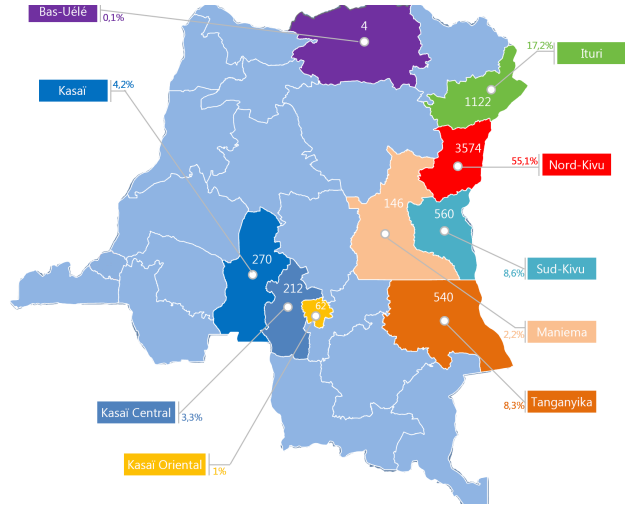 Bas-Uélé
0,1%
4
17,2%
Ituri
Kasaï
4,2%
1122
3574
55,1%
Nord-Kivu
146
560
270
8,6%
Sud-Kivu
212
540
62
2,2%
Maniema
Kasaï Central
3,3%
8,3%
Tanganyika
Kasaï Oriental
1%